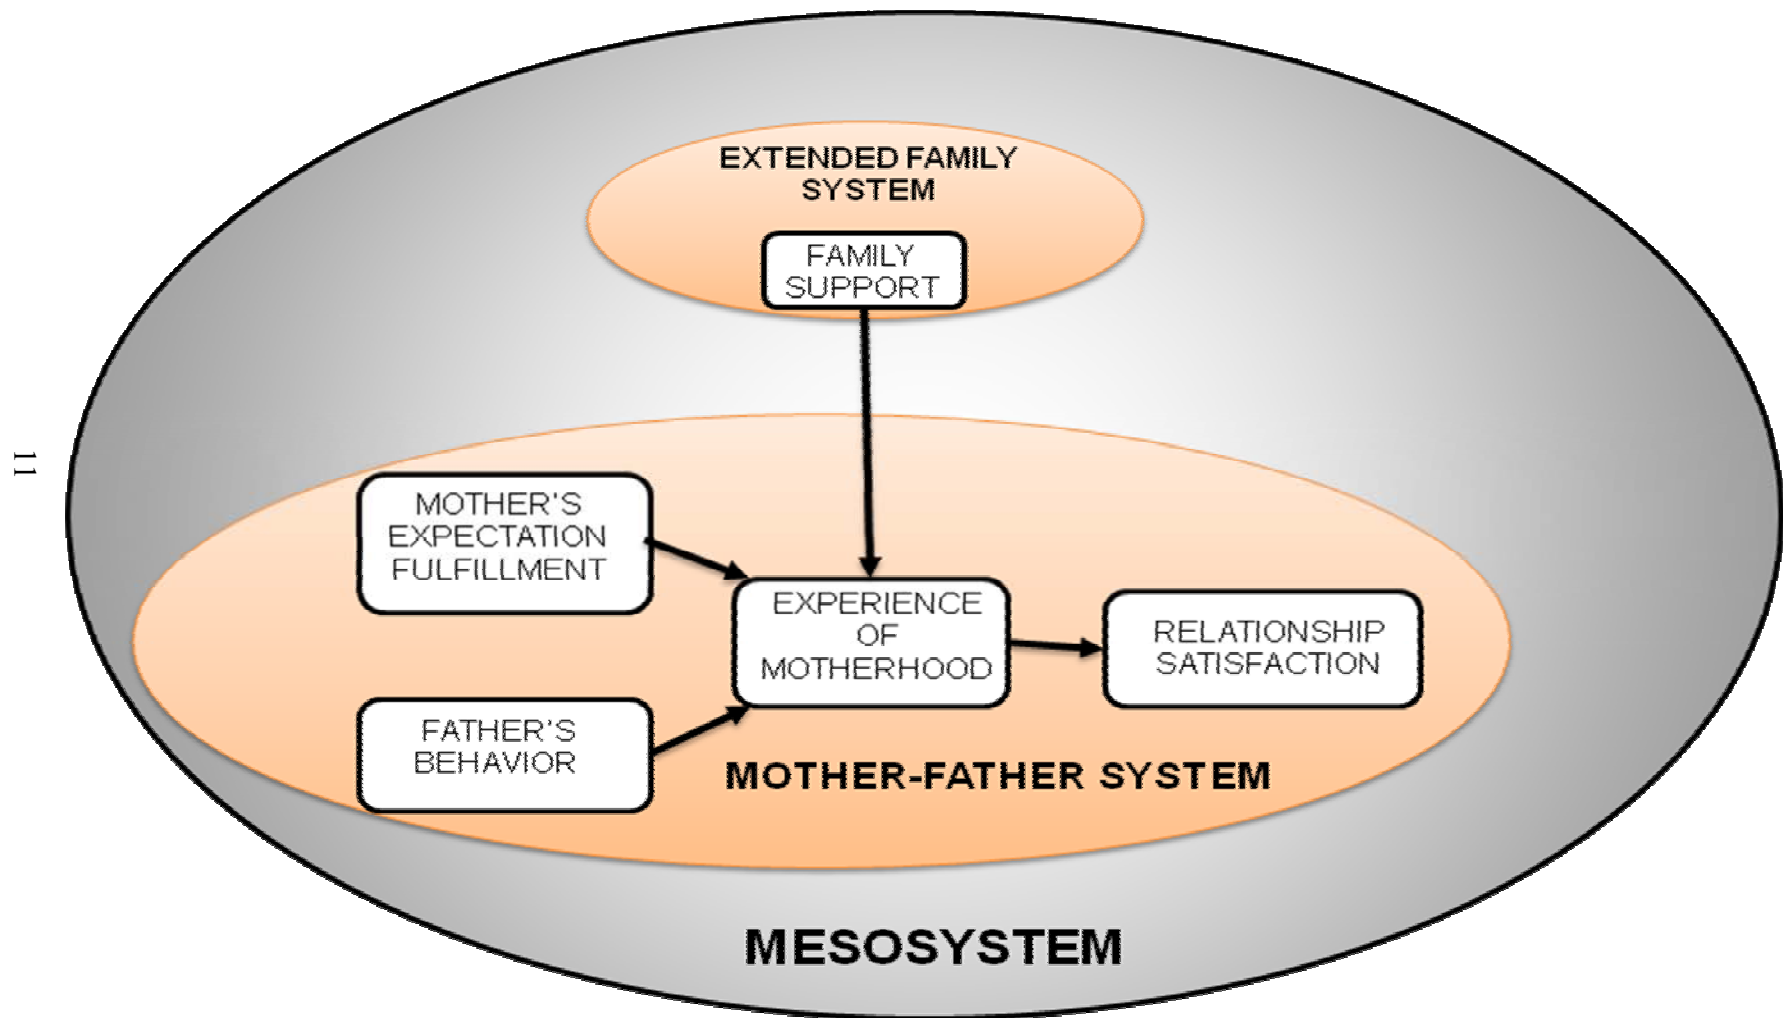 EXTENDED FAMILY
SYSTEM
FAMILY
SUPPORT
11
MOTHER'S
EXPECTATION
FULFILLMENT
EXPERIENCE
OF
MOTHERHOOD
RELATIONSHIP
SATISFACTION
FATHER'S
BEHAVIOR
MOTHER-FATHER SYSTEM
MESOSYSTEM